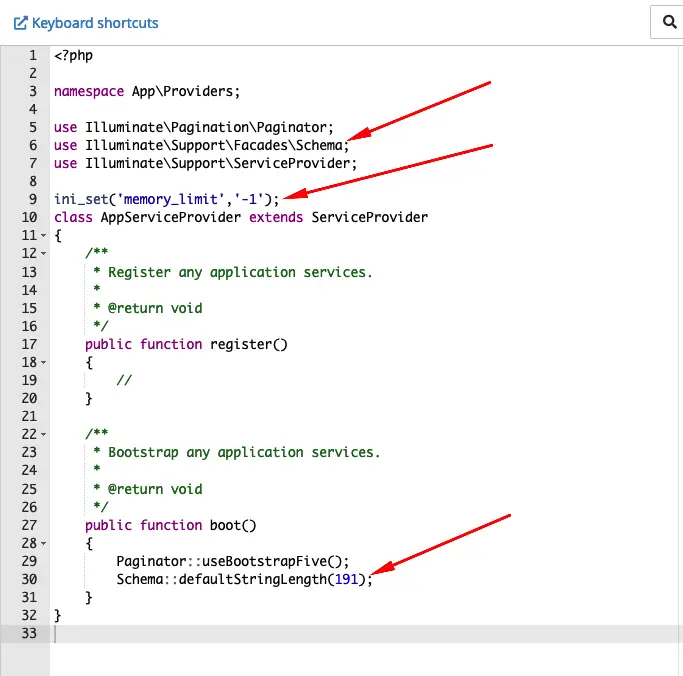 Keyboard shortcuts
1 <?php
2
3 namespace App\Providers;
4
5 use Illuminate\Pagination\Paginator;
6 use Illuminate\Support\Facades\Schema;
7 use Illuminate\Support\ServiceProvider;
8
9 ini_set('memory_limit','-1');
10 class AppServiceProvider extends ServiceProvider
11 {
12     /**
13      * Register any application services.
14      *
15      * @return void
16      */
17     public function register()
18     {
19         //
20     }
21
22     /**
23      * Bootstrap any application services.
24      *
25      * @return void
26      */
27     public function boot()
28     {
29         Paginator::useBootstrapFive();
30         Schema::defaultStringLength(191);
31     }
32 }
33